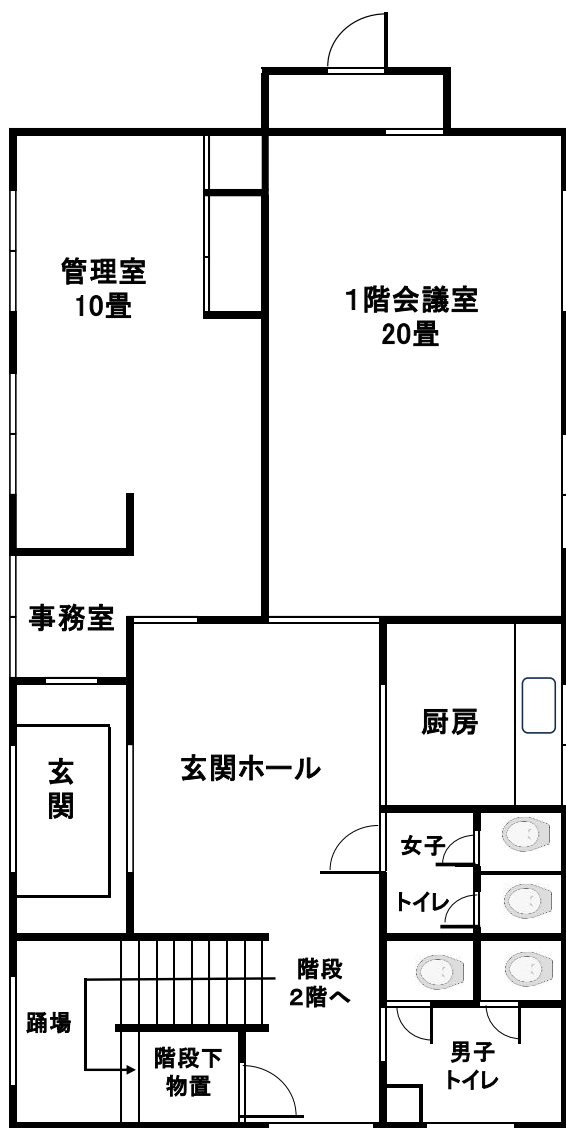 管理室
10畳
1階会議室
20畳
事務室
厨房
玄
関
玄関ホール
女子
トイレ
階段
2階へ
踊場
階段下
物置
男子
トイレ